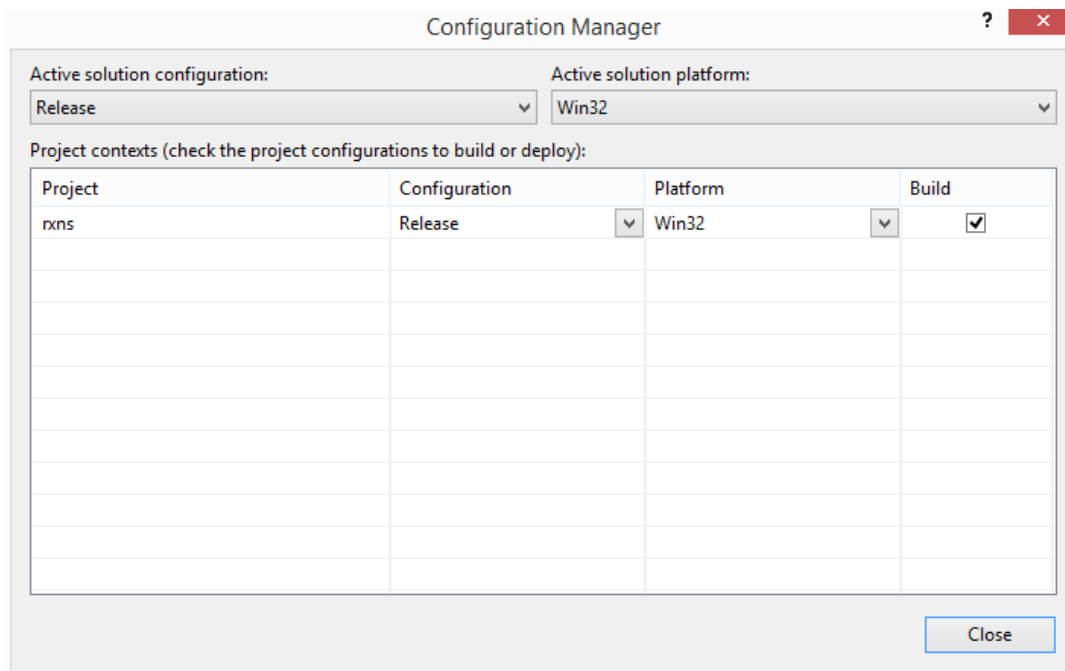 Configuration Manager ?
Active solution configuration: Active solution platform:
Release Win32
Project contexts (check the project configurations to build or deploy):
Project Configuration Platform Build
rxns Release Win32
Close